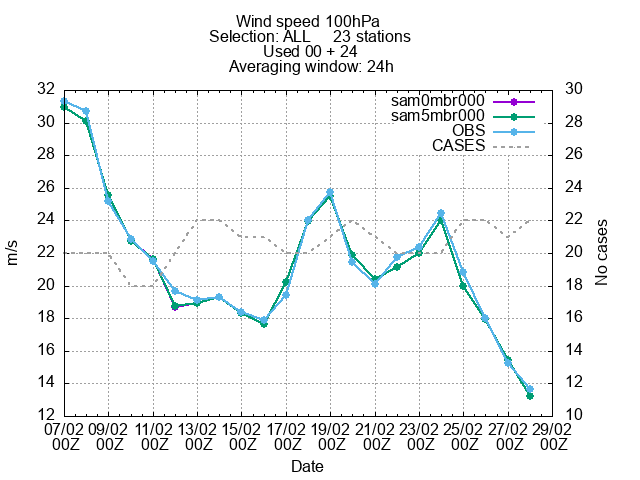 Wind speed 100hPa
Selection: ALL 23 stations
Used 00 + 24
Averaging window: 24h
sam0mbr000
sam5mbr000
OBS
CASES
32
30
28
26
24
22
20
18
16
14
12
m/s
30
28
26
24
22
20
18
16
14
12
10
No cases
07/02 09/02 11/02 13/02 15/02 17/02 19/02 21/02 23/02 25/02 27/02 29/02
00Z 00Z 00Z 00Z 00Z 00Z 00Z 00Z 00Z 00Z 00Z 00Z
Date